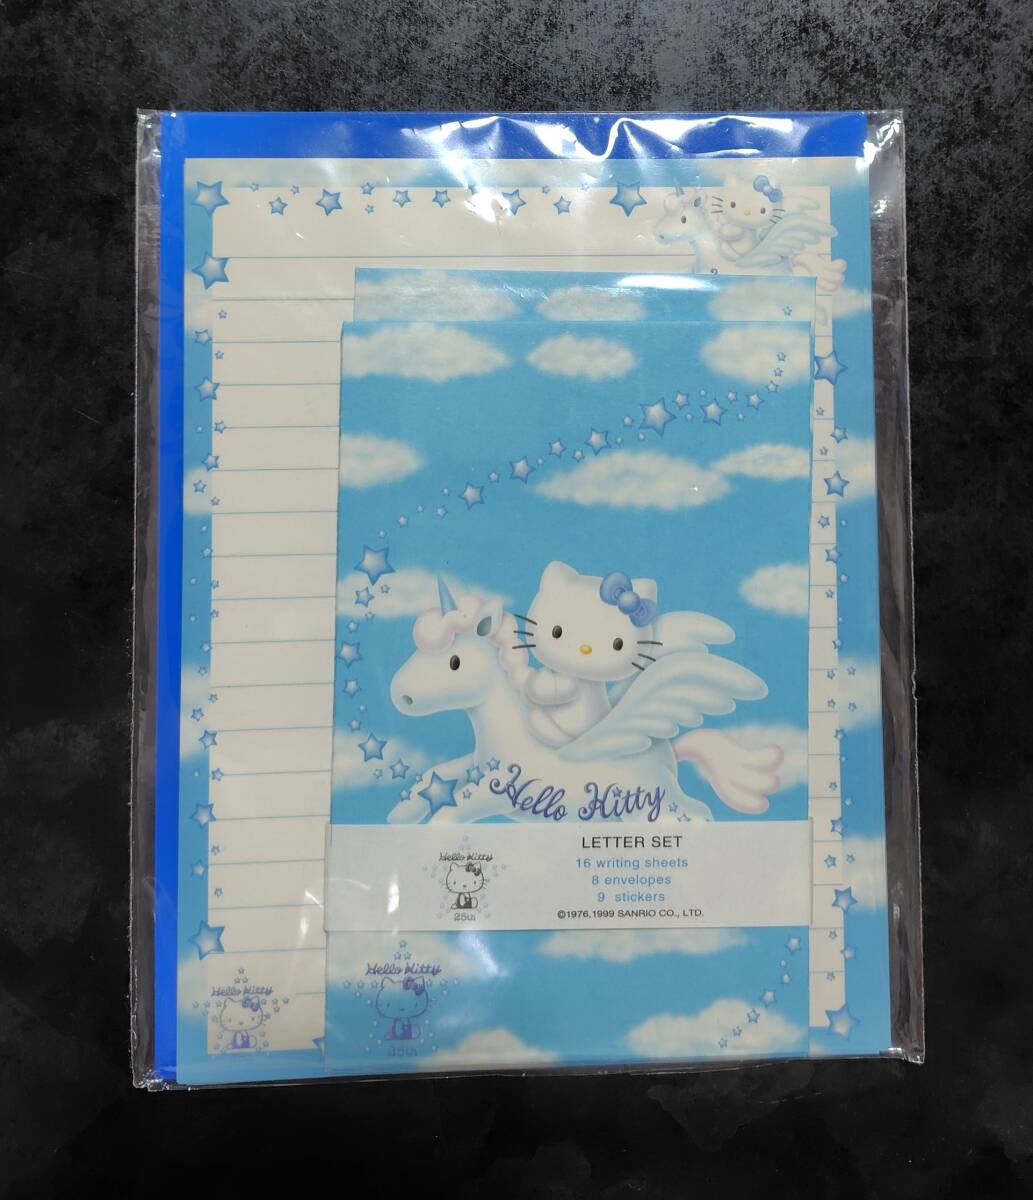 Hello Kitty
LETTER SET
16 writing sheets
8 envelopes
9 stickers
©1976,1999 SANRIO CO., LTD.
Hello Kitty
25th
Hello Kitty
25th
Hello Kitty